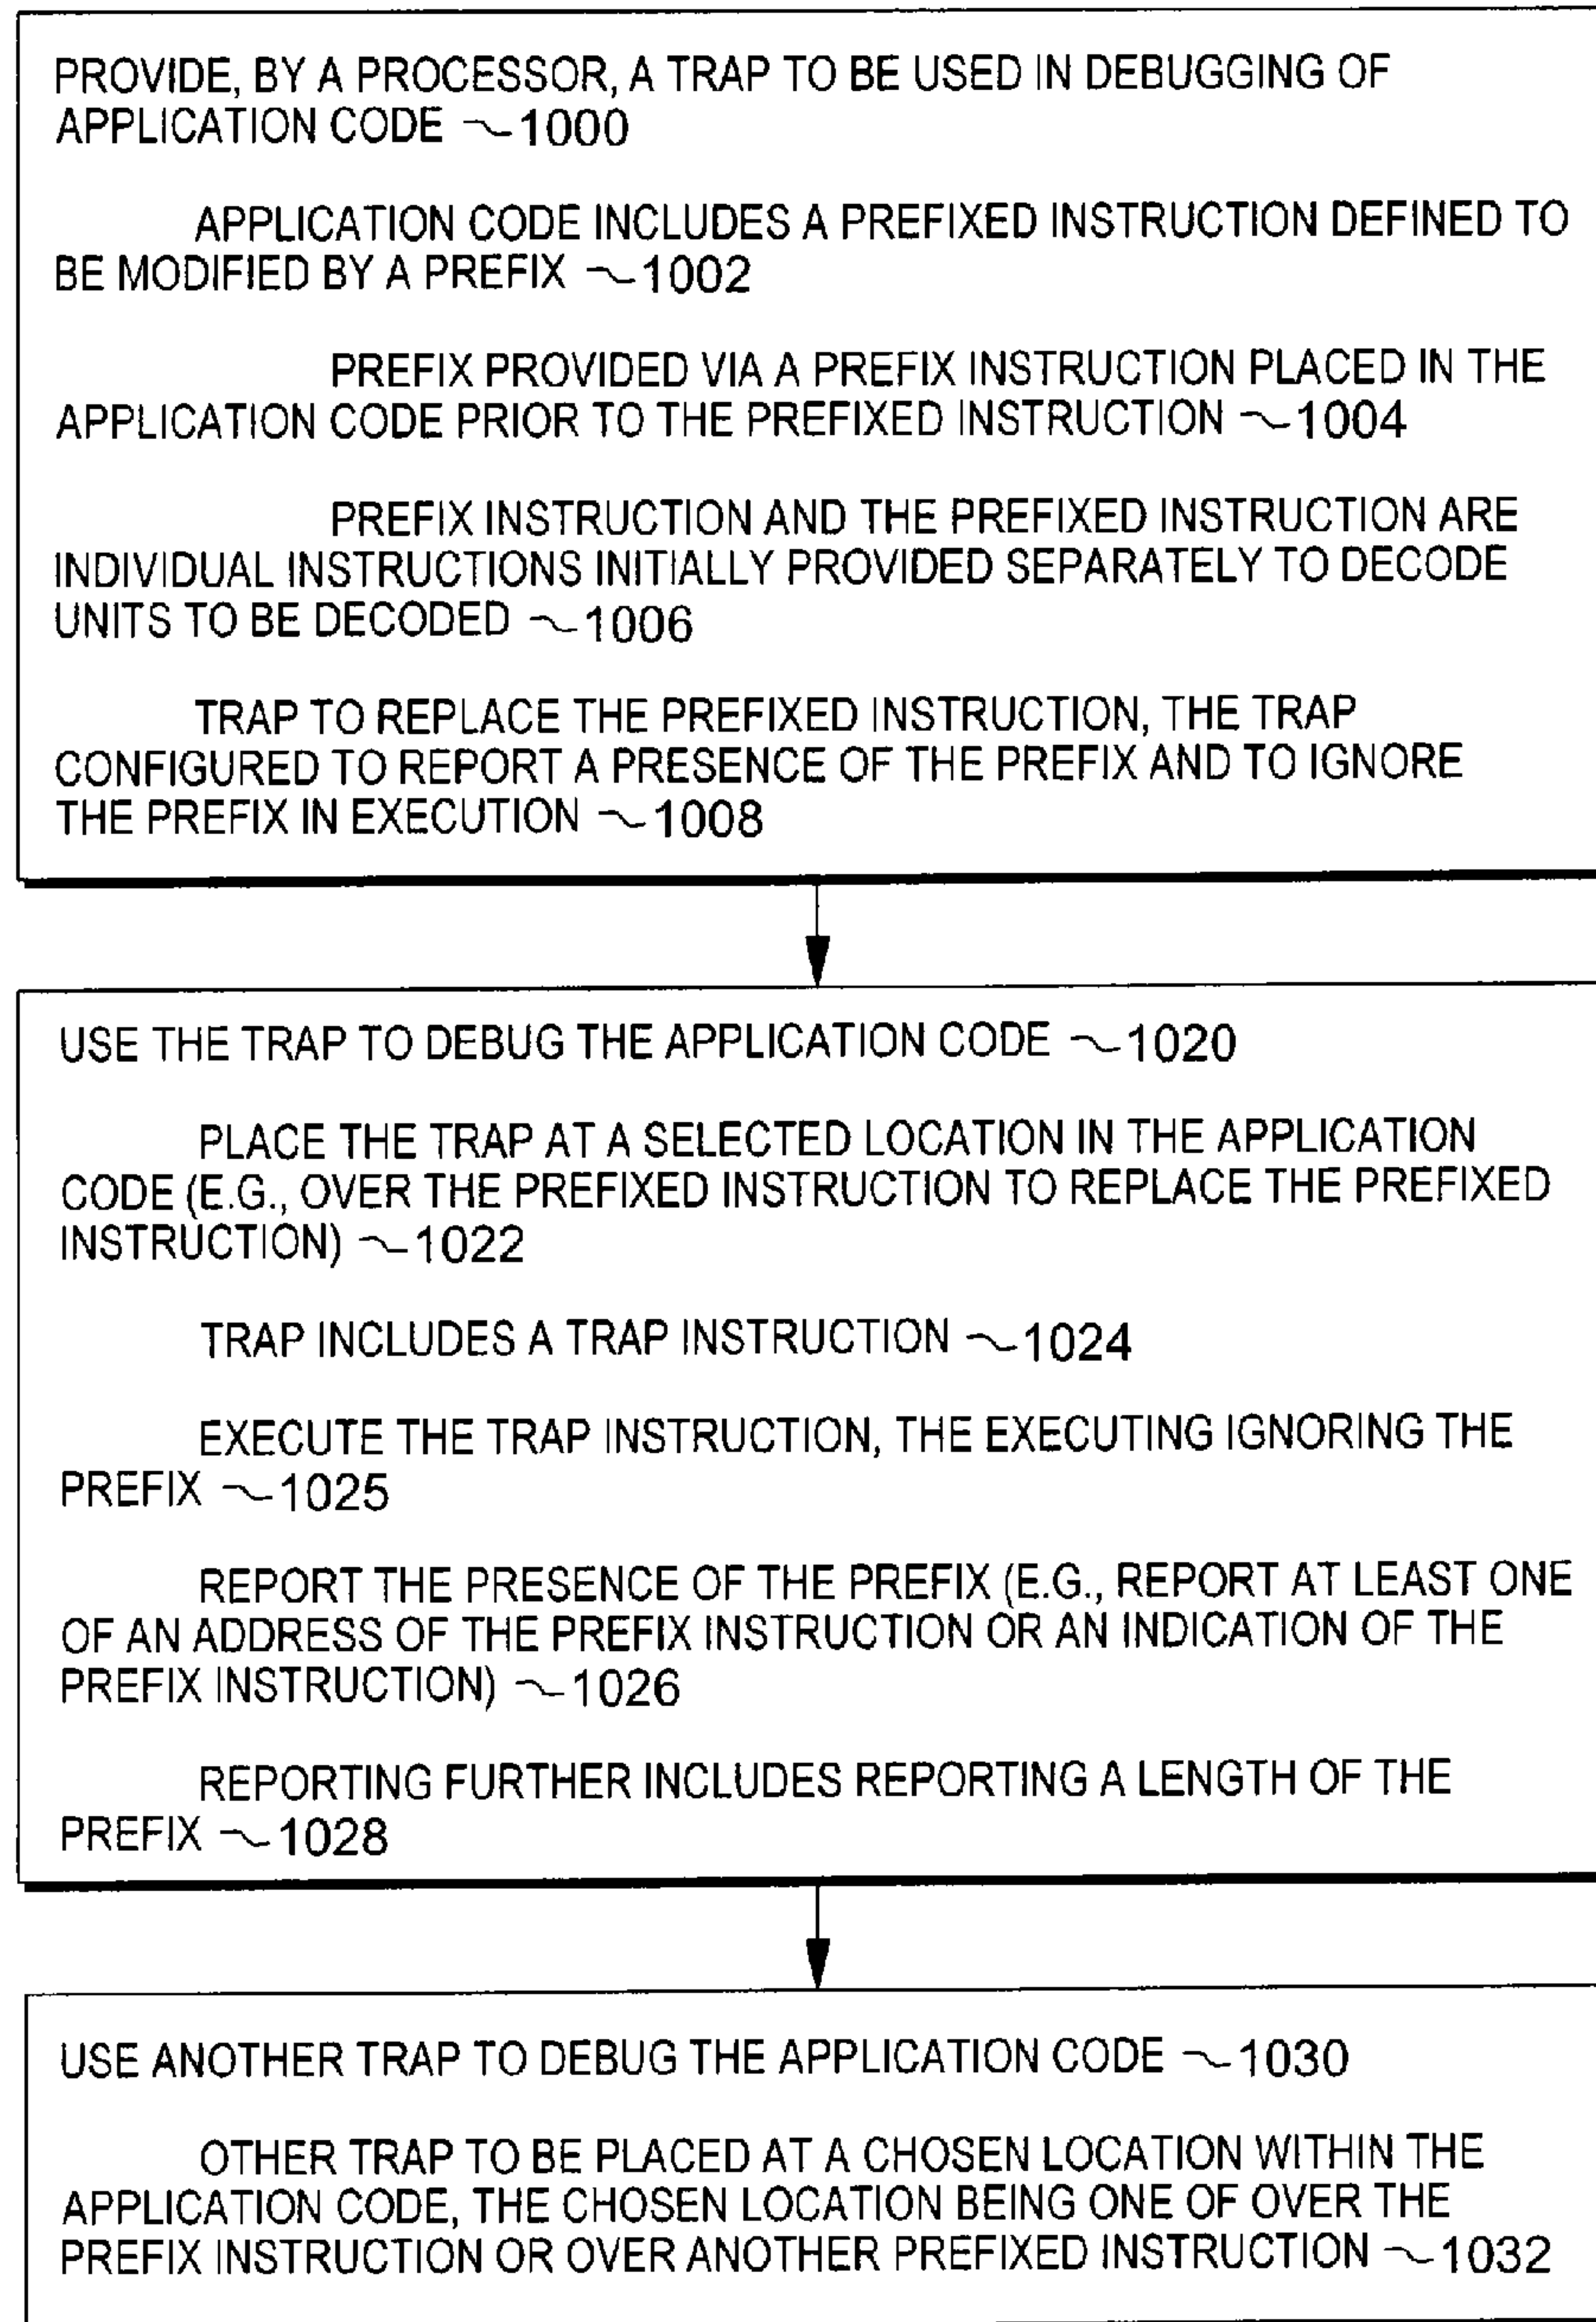 PROVIDE, BY A PROCESSOR, A TRAP TO BE USED IN DEBUGGING OF
APPLICATION CODE ~1000
APPLICATION CODE INCLUDES A PREFIXED INSTRUCTION DEFINED TO
BE MODIFIED BY A PREFIX ~1002
PREFIX PROVIDED VIA A PREFIX INSTRUCTION PLACED IN THE
APPLICATION CODE PRIOR TO THE PREFIXED INSTRUCTION ~1004
PREFIX INSTRUCTION AND THE PREFIXED INSTRUCTION ARE
INDIVIDUAL INSTRUCTIONS INITIALLY PROVIDED SEPARATELY TO DECODE
UNITS TO BE DECODED ~1006
TRAP TO REPLACE THE PREFIXED INSTRUCTION, THE TRAP
CONFIGURED TO REPORT A PRESENCE OF THE PREFIX AND TO IGNORE
THE PREFIX IN EXECUTION ~1008
USE THE TRAP TO DEBUG THE APPLICATION CODE ~1020
PLACE THE TRAP AT A SELECTED LOCATION IN THE APPLICATION
CODE (E.G., OVER THE PREFIXED INSTRUCTION TO REPLACE THE PREFIXED
INSTRUCTION) ~1022
TRAP INCLUDES A TRAP INSTRUCTION ~1024
EXECUTE THE TRAP INSTRUCTION, THE EXECUTING IGNORING THE
PREFIX ~1025
REPORT THE PRESENCE OF THE PREFIX (E.G., REPORT AT LEAST ONE
OF AN ADDRESS OF THE PREFIX INSTRUCTION OR AN INDICATION OF THE
PREFIX INSTRUCTION) ~1026
REPORTING FURTHER INCLUDES REPORTING A LENGTH OF THE
PREFIX ~1028
USE ANOTHER TRAP TO DEBUG THE APPLICATION CODE ~1030
OTHER TRAP TO BE PLACED AT A CHOSEN LOCATION WITHIN THE
APPLICATION CODE, THE CHOSEN LOCATION BEING ONE OF OVER THE
PREFIX INSTRUCTION OR OVER ANOTHER PREFIXED INSTRUCTION ~1032